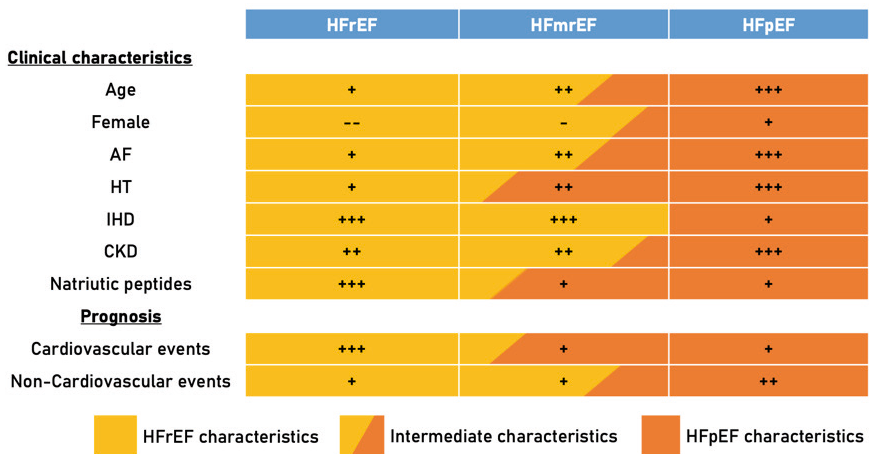 HFrEF HFmrEF HFpEF
Clinical characteristics
Age + ++ +++
Female -- - +
AF + ++ +++
HT + ++ +++
IHD +++ +++ +
CKD ++ ++ +++
Natriutic peptides +++ + +
Prognosis
Cardiovascular events +++ + +
Non-Cardiovascular events + + ++
HFrEF characteristics Intermediate characteristics HFpEF characteristics